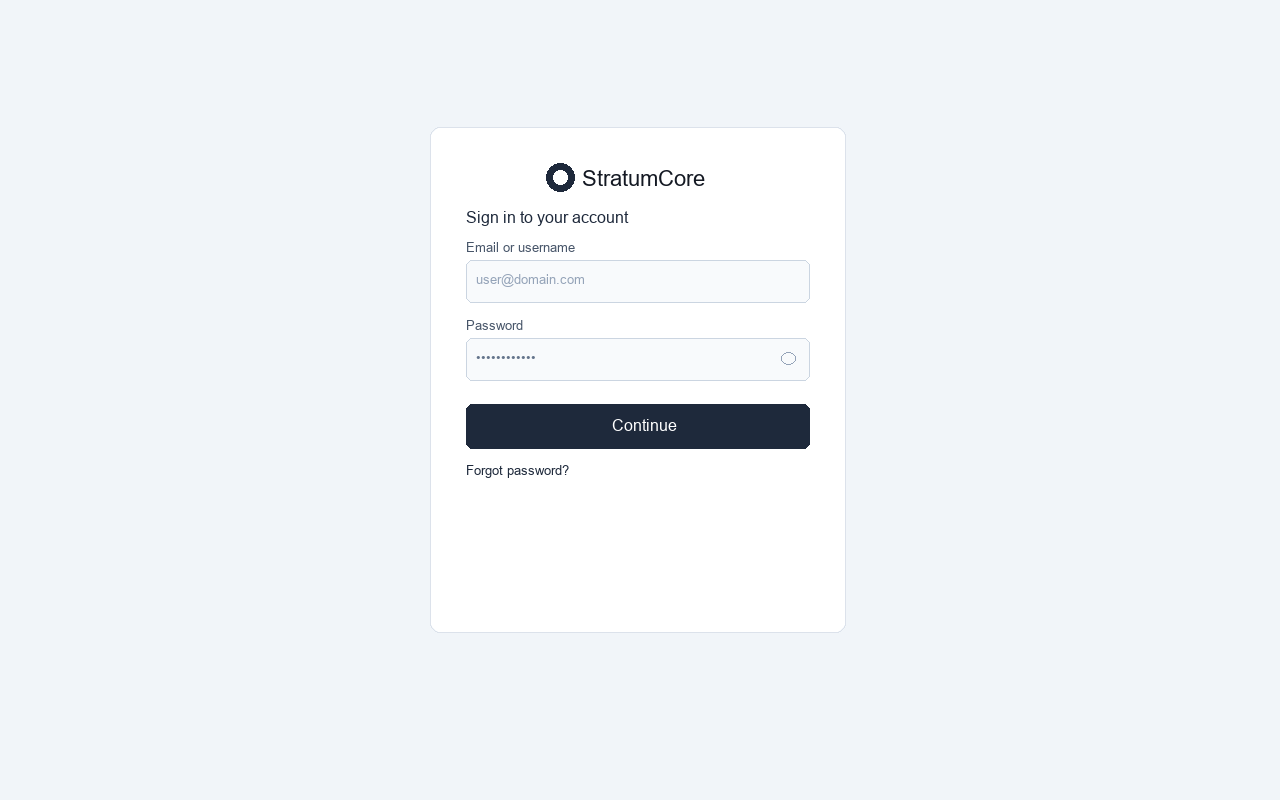 StratumCore
Sign in to your account
Email or username
user@domain.com
Password
••••••••••••
Continue
Forgot password?